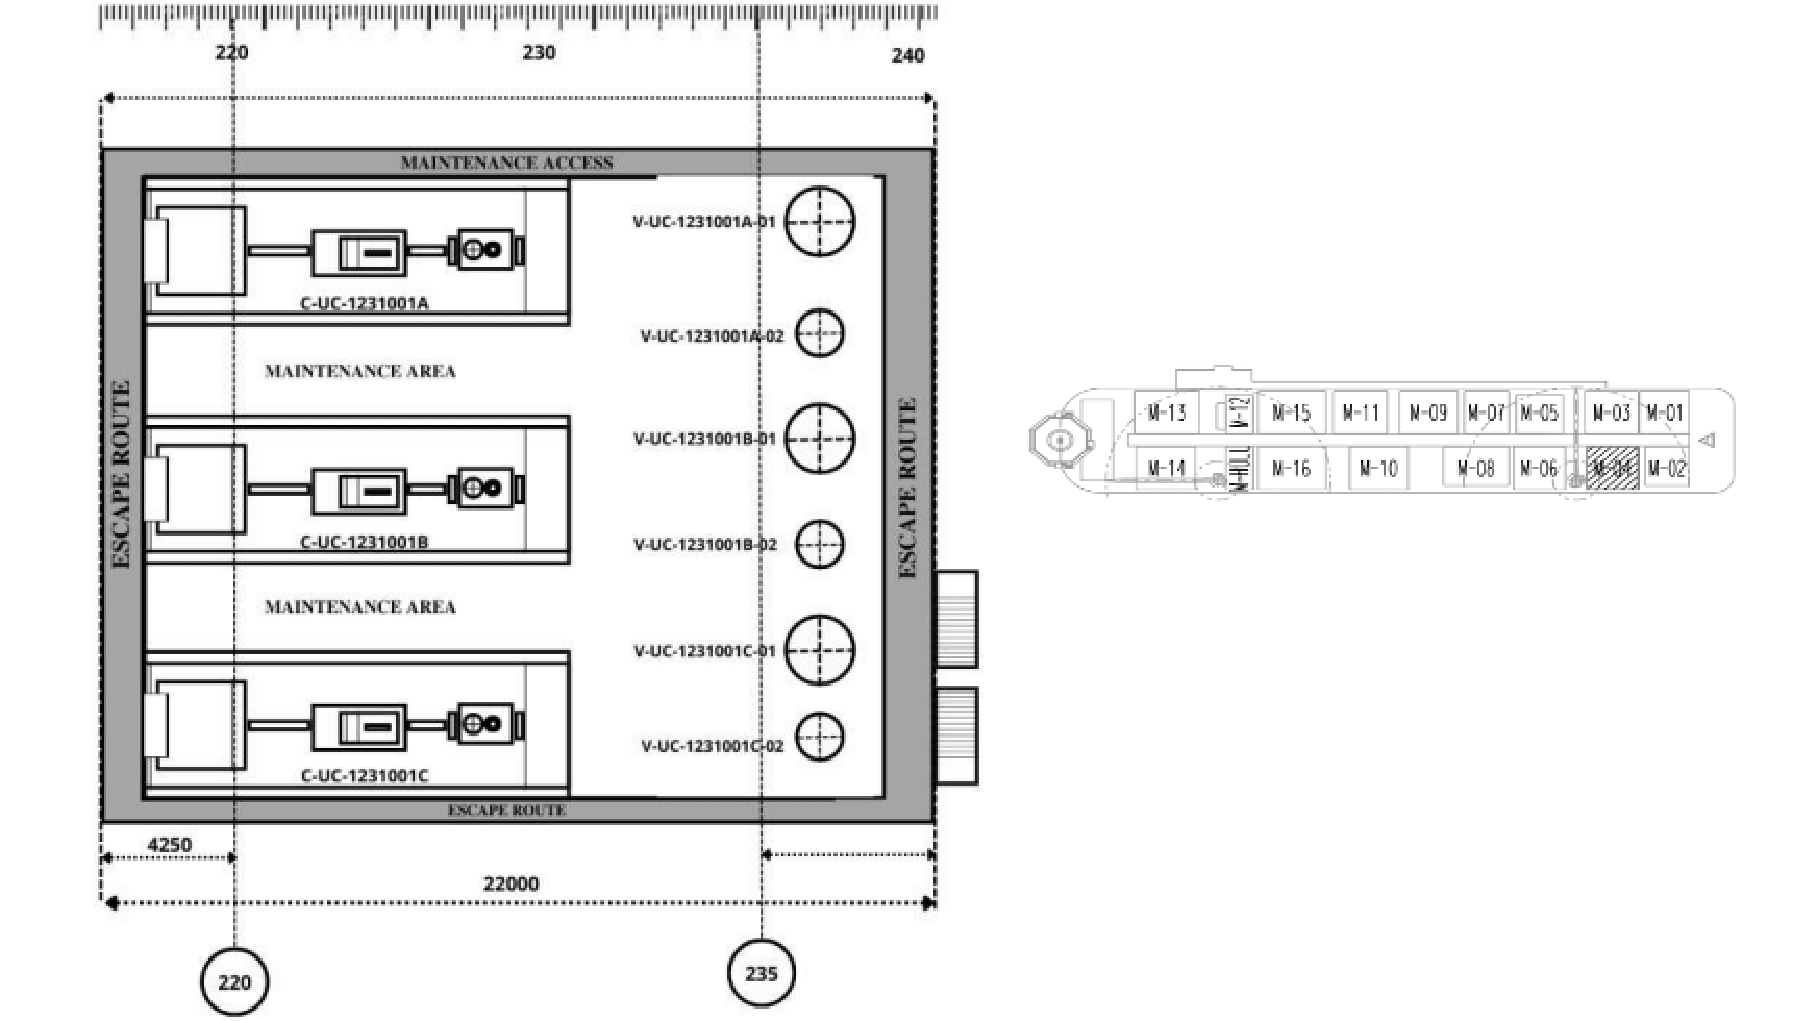 220 230 240
MAINTENANCE ACCESS
V-UC-1231001A-01
C-UC-1231001A
V-UC-1231001A-02
MAINTENANCE AREA
ESCAPE ROUTE
ESCAPE ROUTE
V-UC-1231001B-01
C-UC-1231001B
V-UC-1231001B-02
MAINTENANCE AREA
V-UC-1231001C-01
V-UC-1231001C-02
C-UC-1231001C
ESCAPE ROUTE
4250
22000
220
235
M-13 M-12 M-15 M-11 M-09 M-07 M-05 M-03 M-01
M-14 M-HULL M-16 M-10 M-08 M-06 M-04 M-02